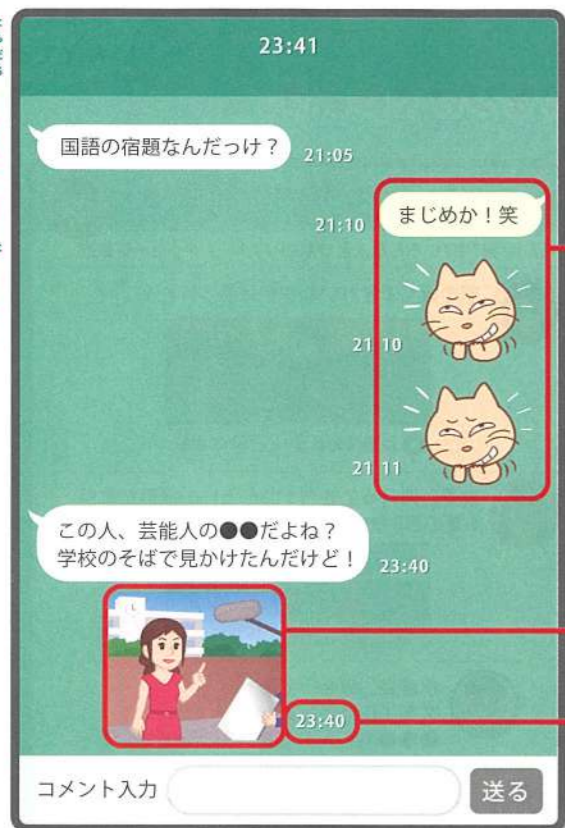 23:41
国語の宿題なんだっけ？
21:05
まじめか！笑
21:10
21:10
21:11
この人、芸能人の●●だよね？
学校のそばで見かけたんだけど！
23:40
23:40
コメント入力
送る